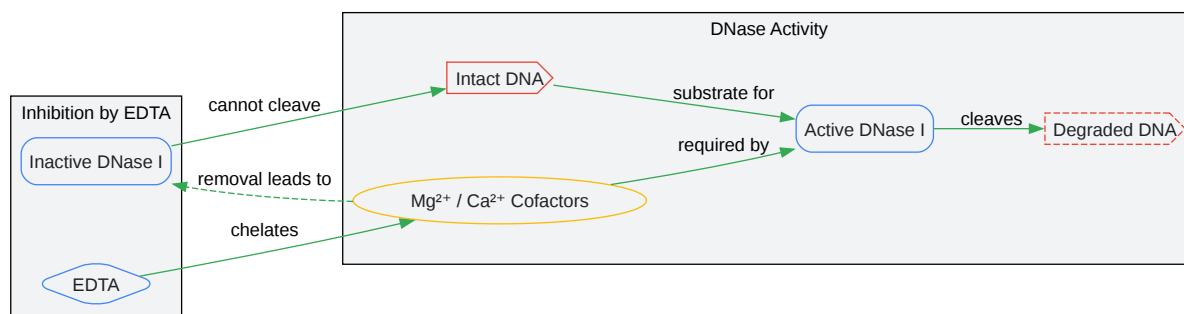 DNase Activity
Intact DNA
cannot cleave
substrate for
Inhibition by EDTA
Active DNase I
cleaves
Degraded DNA
required by
Inactive DNase I
removal leads to
Mg²⁺ / Ca²⁺ Cofactors
chelates
EDTA